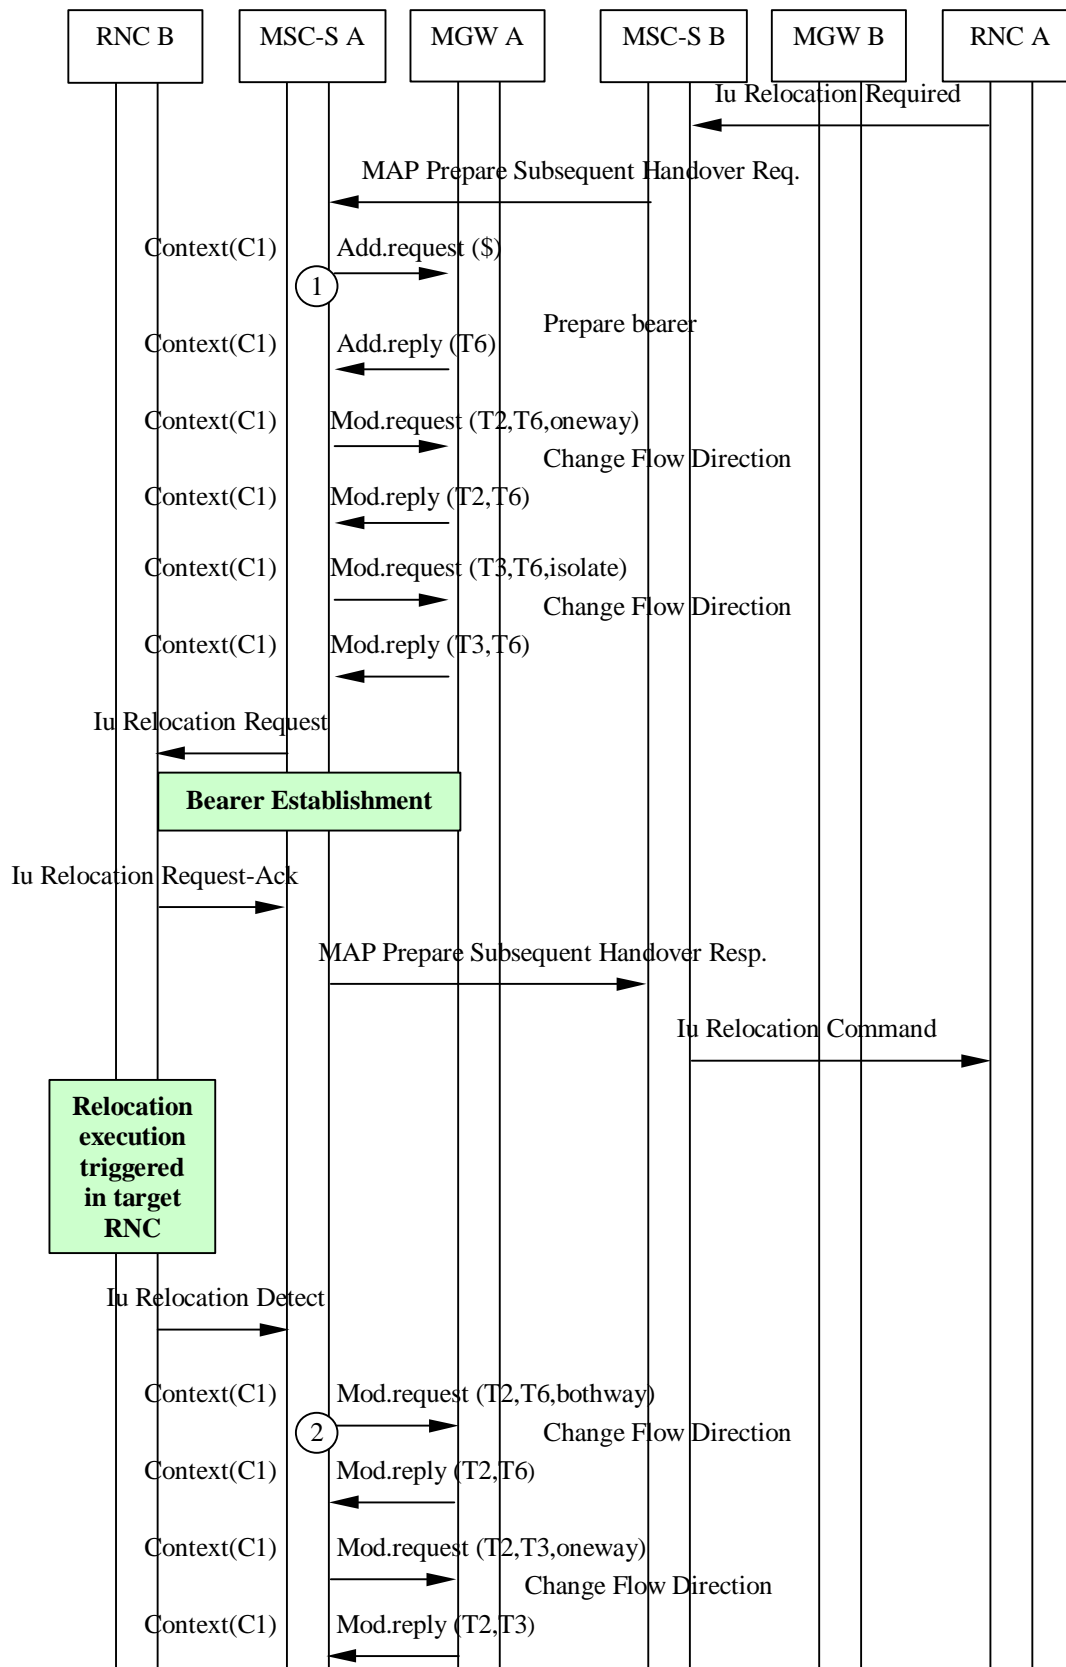 RNC B
MSC-S A
MGW A
MSC-S B
MGW B
RNC A
Iu Relocation Required
MAP Prepare Subsequent Handover Req.
Context(C1) Add.request ($)
1
Prepare bearer
Context(C1) Add.reply (T6)
Context(C1) Mod.request (T2,T6,oneway)
Change Flow Direction
Context(C1) Mod.reply (T2,T6)
Context(C1) Mod.request (T3,T6,isolate)
Change Flow Direction
Context(C1) Mod.reply (T3,T6)
Iu Relocation Request
Bearer Establishment
Iu Relocation Request-Ack
MAP Prepare Subsequent Handover Resp.
Iu Relocation Command
Relocation
execution
triggered
in target
RNC
Iu Relocation Detect
Context(C1) Mod.request (T2,T6,bothway)
2
Change Flow Direction
Context(C1) Mod.reply (T2,T6)
Context(C1) Mod.request (T2,T3,oneway)
Change Flow Direction
Context(C1) Mod.reply (T2,T3)